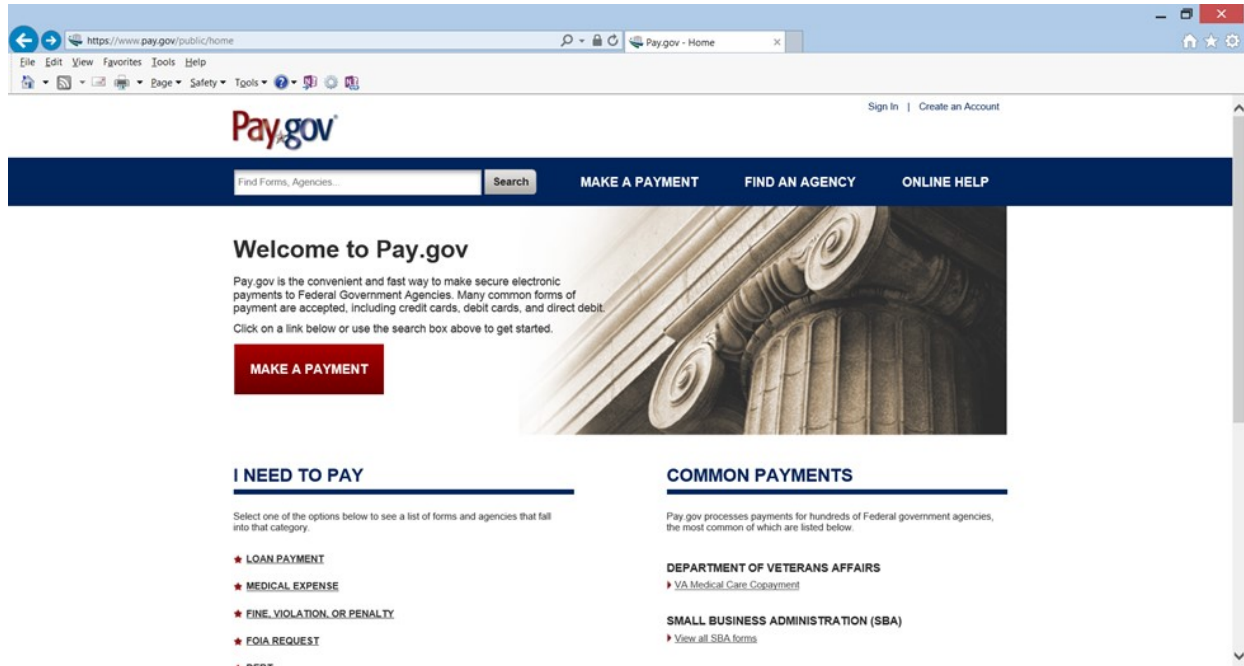 https://www.pay.gov/public/home
Pay.gov - Home
File Edit View Favorites Tools Help
Page Safety Tools
Sign In | Create an Account
Pay.gov
Find Forms, Agencies...
Search
MAKE A PAYMENT
FIND AN AGENCY
ONLINE HELP
Welcome to Pay.gov
Pay.gov is the convenient and fast way to make secure electronic
payments to Federal Government Agencies. Many common forms of
payment are accepted, including credit cards, debit cards, and direct debit.
Click on a link below or use the search box above to get started.
MAKE A PAYMENT
I NEED TO PAY
Select one of the options below to see a list of forms and agencies that fall
into that category.
LOAN PAYMENT
MEDICAL EXPENSE
FINE, VIOLATION, OR PENALTY
FOIA REQUEST
COMMON PAYMENTS
Pay.gov processes payments for hundreds of Federal government agencies,
the most common of which are listed below.
DEPARTMENT OF VETERANS AFFAIRS
VA Medical Care Copayment
SMALL BUSINESS ADMINISTRATION (SBA)
View all SBA forms